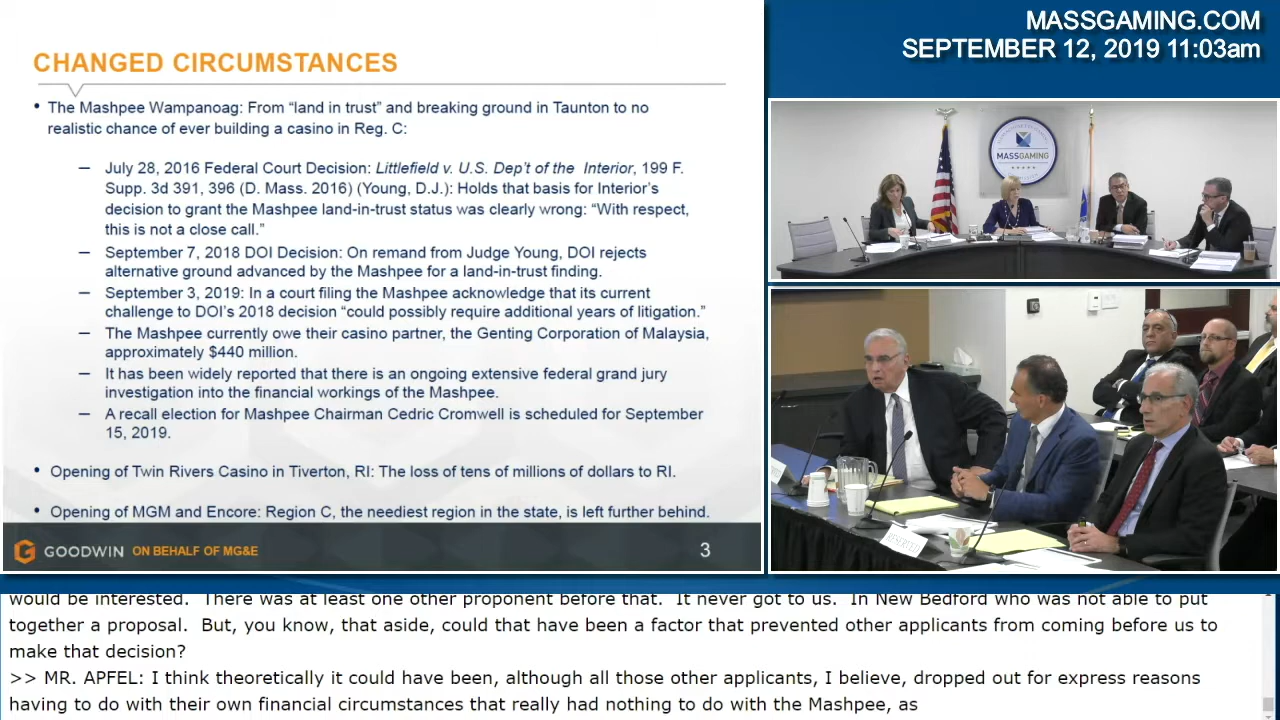 MASSGAMING.COM
SEPTEMBER 12, 2019 11:03am
CHANGED CIRCUMSTANCES
• The Mashpee Wampanoag: From “land in trust” and breaking ground in Taunton to no
realistic chance of ever building a casino in Reg. C:
– July 28, 2016 Federal Court Decision: Littlefield v. U.S. Dep’t of the Interior, 199 F.
Supp. 3d 391, 396 (D. Mass. 2016) (Young, D.J.): Holds that basis for Interior’s
decision to grant the Mashpee land-in-trust status was clearly wrong: “With respect,
this is not a close call.”
– September 7, 2018 DOI Decision: On remand from Judge Young, DOI rejects
alternative ground advanced by the Mashpee for a land-in-trust finding.
– September 3, 2019: In a court filing the Mashpee acknowledge that its current
challenge to DOI’s 2018 decision “could possibly require additional years of litigation.”
– The Mashpee currently owe their casino partner, the Genting Corporation of Malaysia,
approximately $440 million.
– It has been widely reported that there is an ongoing extensive federal grand jury
investigation into the financial workings of the Mashpee.
– A recall election for Mashpee Chairman Cedric Cromwell is scheduled for September
15, 2019.
• Opening of Twin Rivers Casino in Tiverton, RI: The loss of tens of millions of dollars to RI.
• Opening of MGM and Encore: Region C, the neediest region in the state, is left further behind.
GOODWIN ON BEHALF OF MG&E
3
MASSGAMING
RESERVED
would be interested. There was at least one other proponent before that. It never got to us. In New Bedford who was not able to put
together a proposal. But, you know, that aside, could that have been a factor that prevented other applicants from coming before us to
make that decision?
>> MR. APFEL: I think theoretically it could have been, although all those other applicants, I believe, dropped out for express reasons
having to do with their own financial circumstances that really had nothing to do with the Mashpee, as